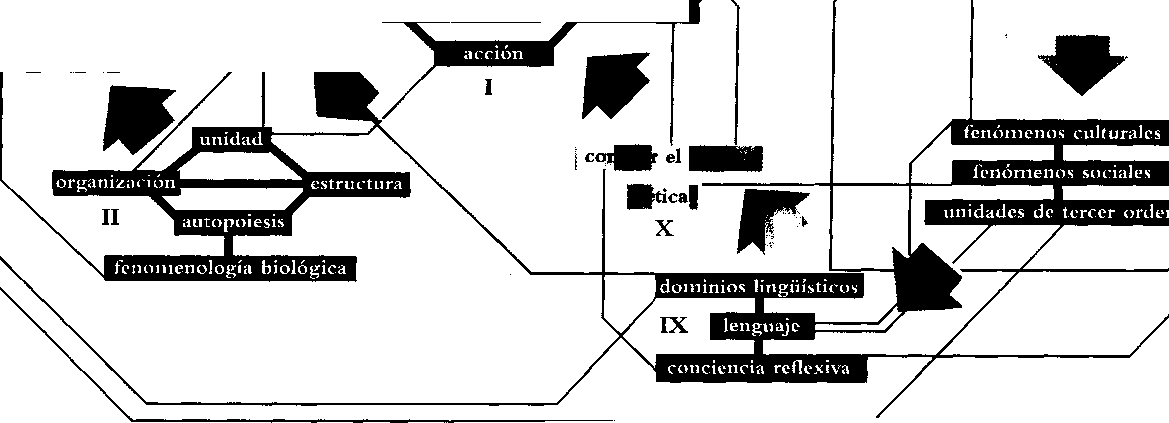 acción
I
unidad
organización
estructura
II
autopoiesis
fenomenología biológica
el
X
dominios lingüísticos
IX
lenguaje
conciencia reflexiva
fenómenos culturales
fenómenos sociales
unidades de tercer orden